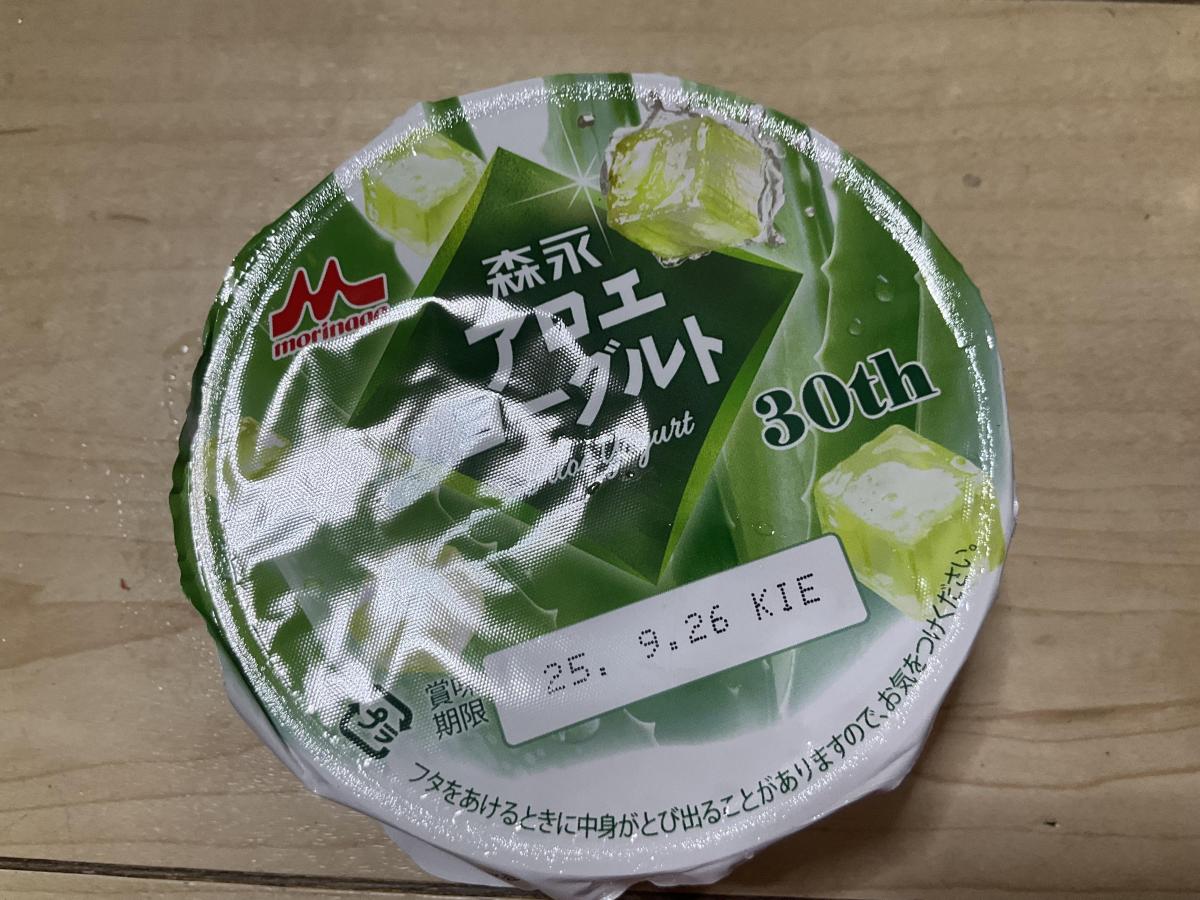 森永
アロエ
ーグルト
Yogurt
morinaga
30th
賞味
期限
25. 9.26 KIE
プラ
フタをあけるときに中身がとび出ることがありますので、お気をつけください。